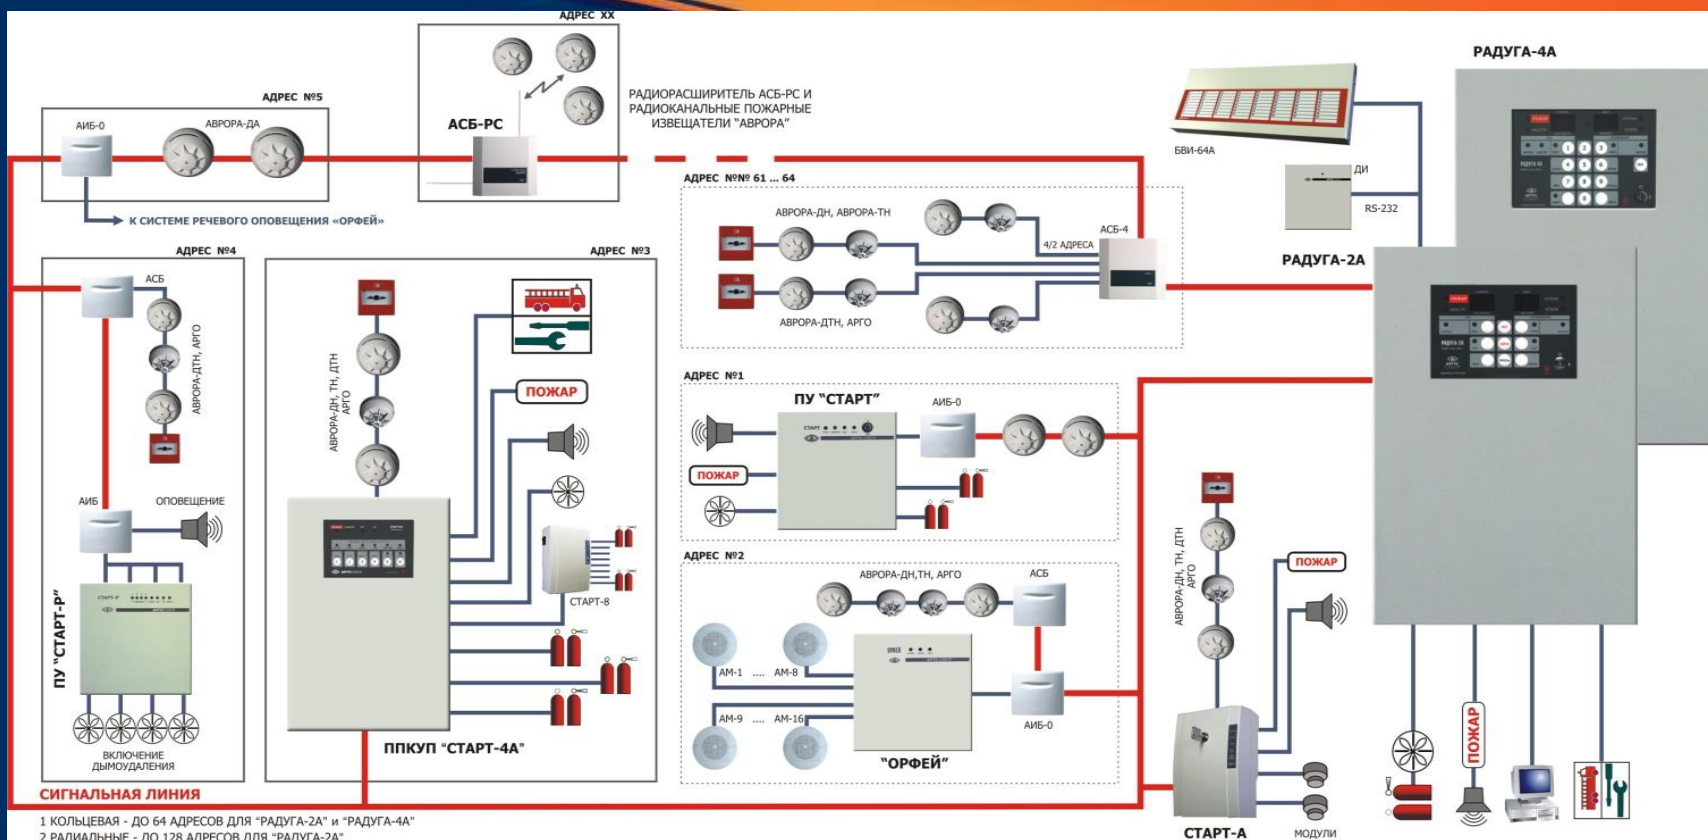 АДРЕС XX
РАДУГА-4А
АДРЕС №5
АИБ-0
АВРОРА-ДА
АСБ-РС
РАДИОРАСШИРИТЕЛЬ АСБ-РС И
РАДИОКАНАЛЬНЫЕ ПОЖАРНЫЕ
ИЗВЕЩАТЕЛИ "АВРОРА"
БВИ-64А
ДИ
RS-232
К СИСТЕМЕ РЕЧЕВОГО ОПОВЕЩЕНИЯ «ОРФЕЙ»
АДРЕС №№ 61 ... 64
АВРОРА-ДН, АВРОРА-ТН
4/2 АДРЕСА
АСБ-4
АВРОРА-ДТН, АРГО
РАДУГА-2А
АДРЕС №4
АСБ
АВРОРА-ДТН, АРГО
АИБ
ОПОВЕЩЕНИЕ
СТАРТ-Р
ПУ "СТАРТ-Р"
ВКЛЮЧЕНИЕ
ДЫМОУДАЛЕНИЯ
АДРЕС №3
АВРОРА-ДН, ТН, ДТН
АРГО
ПОЖАР
СТАРТ-8
ППКУП "СТАРТ-4А"
АДРЕС №1
ПУ "СТАРТ"
СТАРТ
АИБ-0
ПОЖАР
АДРЕС №2
АВРОРА-ДН,ТН, АРГО
АСБ
АМ-1 .... АМ-8
АМ-9 .... АМ-16
ОРФЕЙ
АИБ-0
"ОРФЕЙ"
АВРОРА-ДН, ТН, ДТН
АРГО
ПОЖАР
СТАРТ-А
МОДУЛИ
ПОЖАР
СИГНАЛЬНАЯ ЛИНИЯ
1 КОЛЬЦЕВАЯ - ДО 64 АДРЕСОВ ДЛЯ "РАДУГА-2А" и "РАДУГА-4А"
2 РАДИАЛЬНЫЕ - ДО 128 АДРЕСОВ ДЛЯ "РАДУГА-2А"